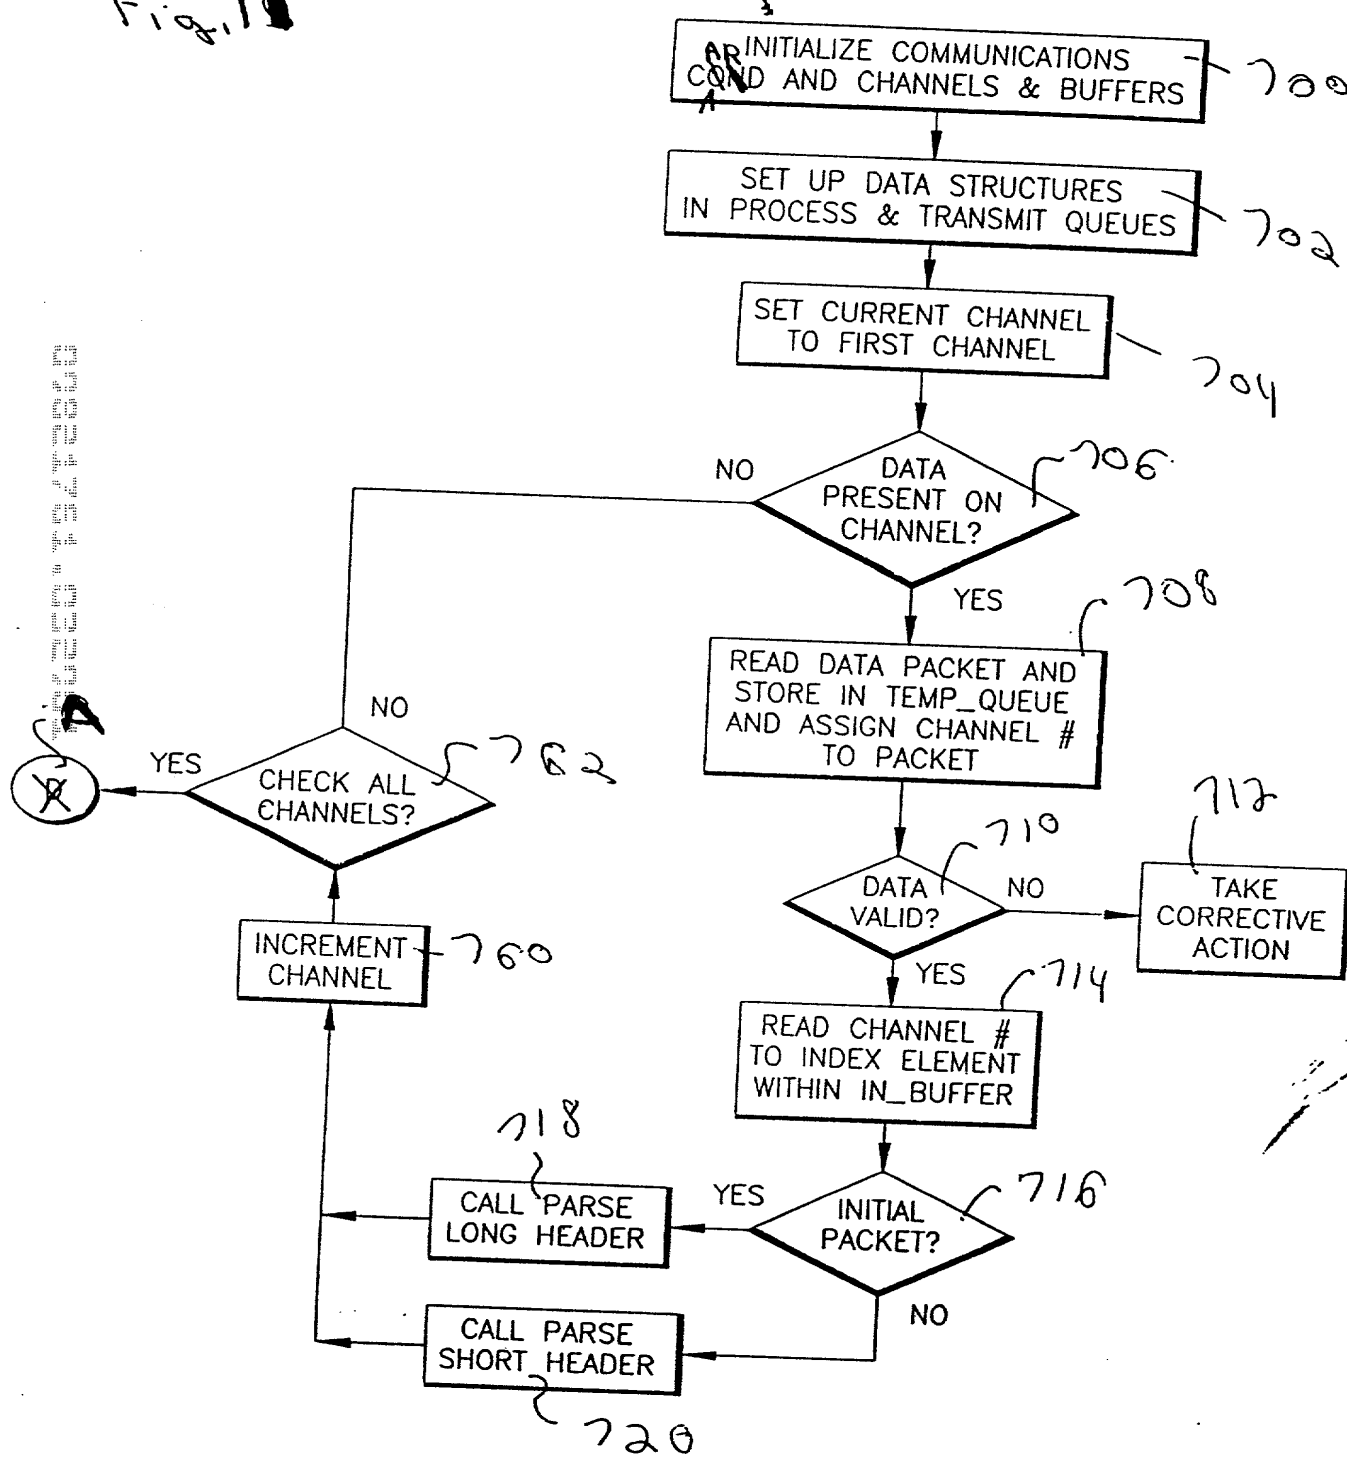 Fig. 1
INITIALIZE COMMUNICATIONS
CARD AND CHANNELS & BUFFERS
700
SET UP DATA STRUCTURES
IN PROCESS & TRANSMIT QUEUES
702
SET CURRENT CHANNEL
TO FIRST CHANNEL
704
DATA
PRESENT ON
CHANNEL?
706
NO
YES
708
READ DATA PACKET AND
STORE IN TEMP_QUEUE
AND ASSIGN CHANNEL #
TO PACKET
NO
A
YES
CHECK ALL
CHANNELS?
762
710
DATA
VALID?
NO
712
TAKE
CORRECTIVE
ACTION
YES
INCREMENT
CHANNEL
760
714
READ CHANNEL #
TO INDEX ELEMENT
WITHIN IN_BUFFER
718
CALL PARSE
LONG HEADER
YES
INITIAL
PACKET?
716
NO
CALL PARSE
SHORT HEADER
720